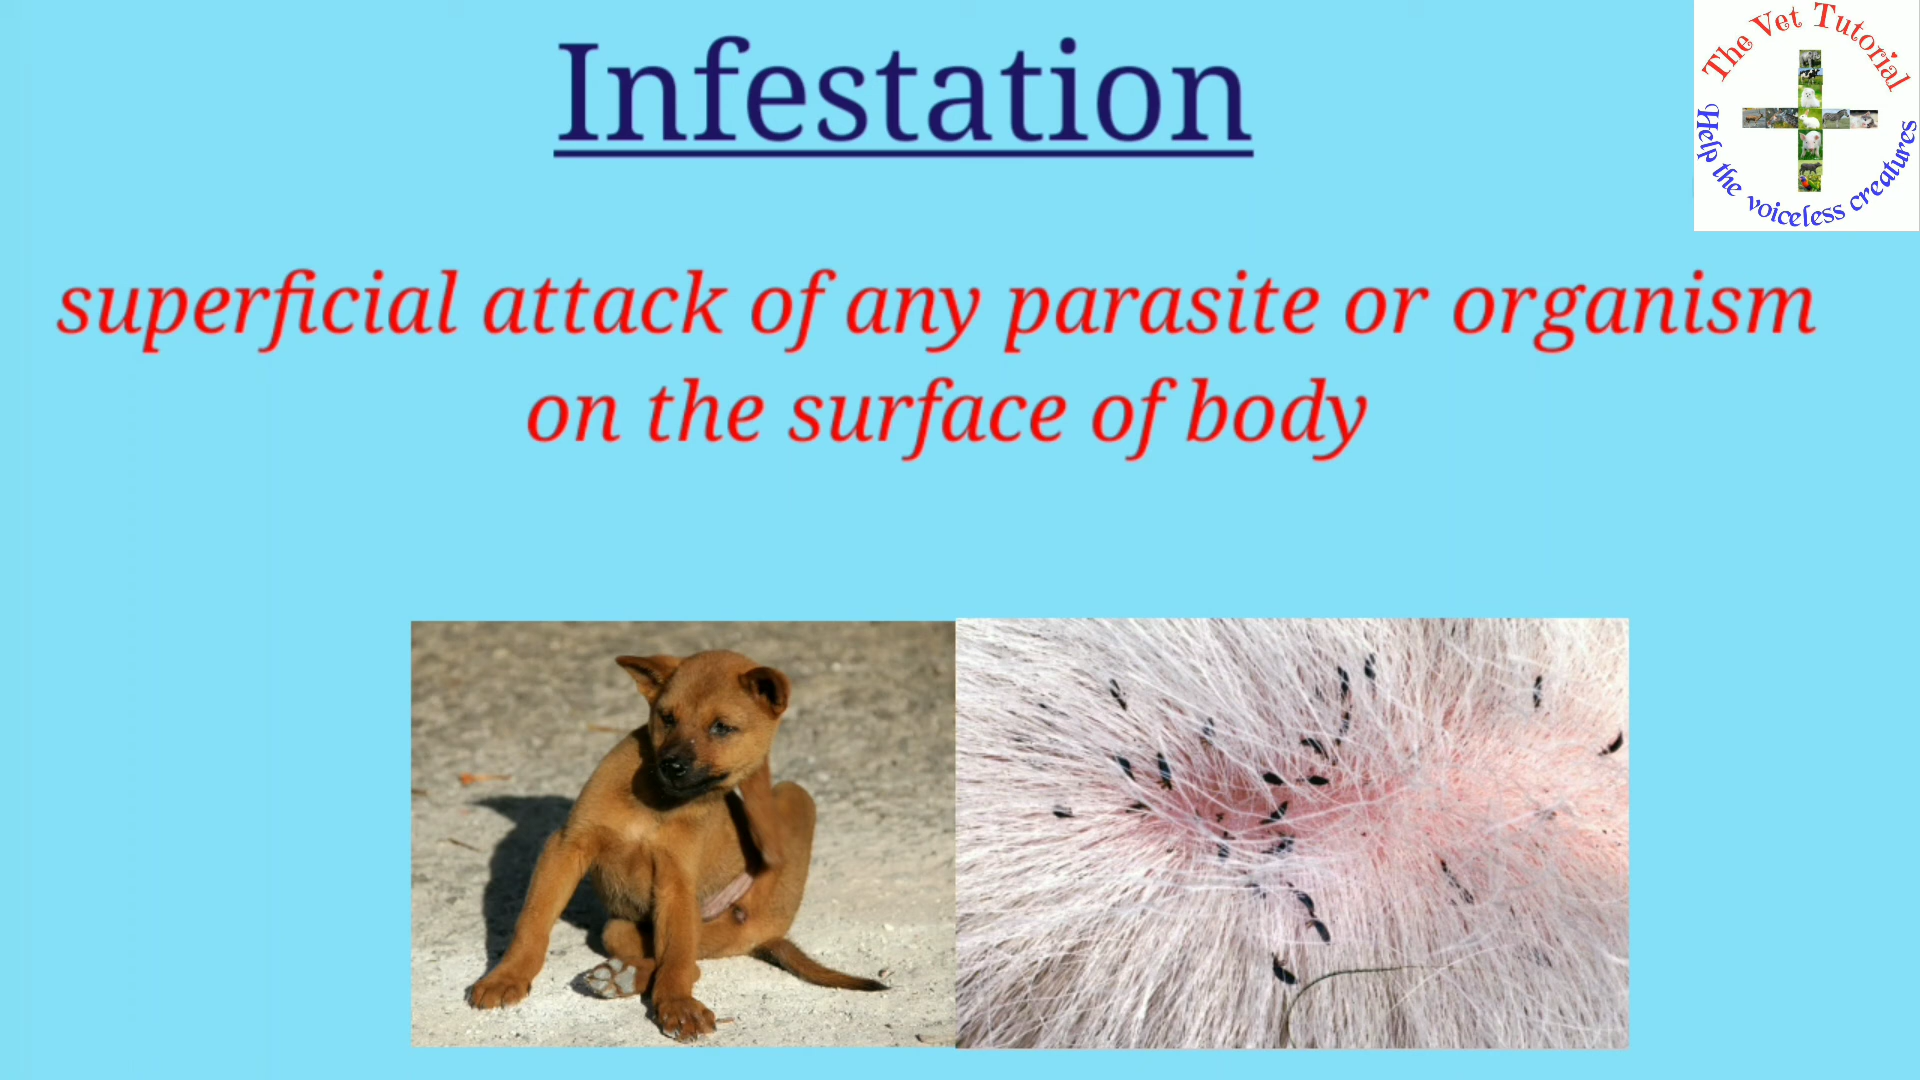 Infestation
The Vet Tutorial
Help the voiceless creatures
superficial attack of any parasite or organism
on the surface of body